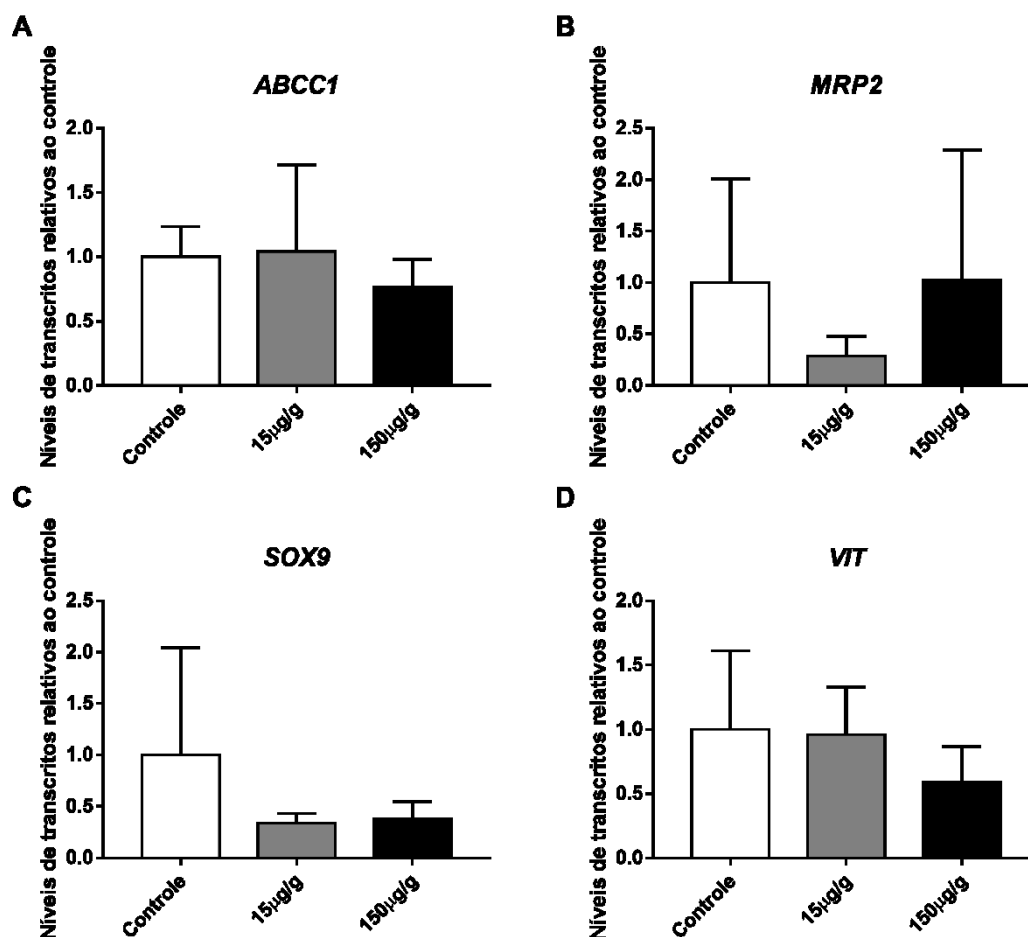 A
ABCC1
Níveis de transcritos relativos ao controle
2.0
1.5
1.0
0.5
0.0
Controle
15µg/g
150µg/g
B
MRP2
Níveis de transcritos relativos ao controle
2.5
2.0
1.5
1.0
0.5
0.0
Controle
15µg/g
150µg/g
C
SOX9
Níveis de transcritos relativos ao controle
2.5
2.0
1.5
1.0
0.5
0.0
Controle
15µg/g
150µg/g
D
VIT
Níveis de transcritos relativos ao controle
2.0
1.5
1.0
0.5
0.0
Controle
15µg/g
150µg/g